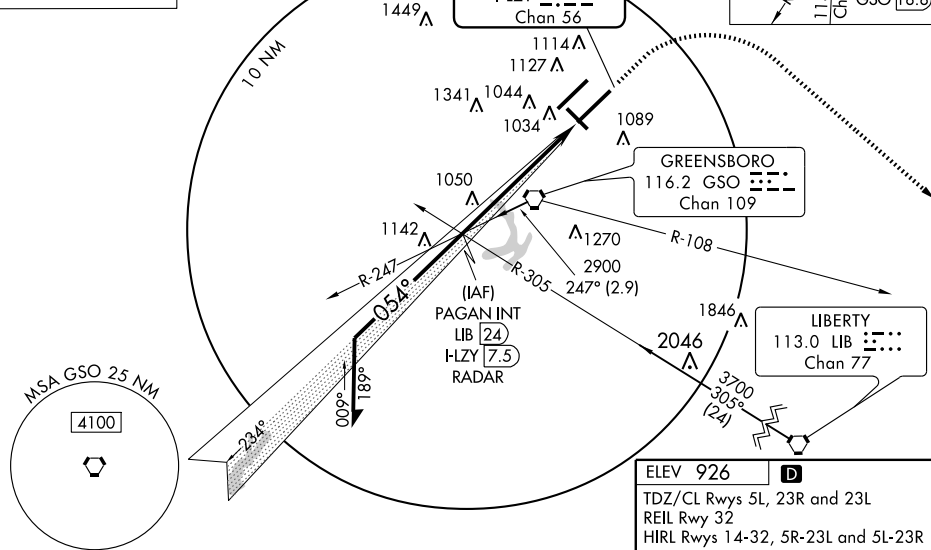 1449
Chan 56
10 NM
1114
1127
1341
1044
1034
1089
GREENSBORO
116.2 GSO
Chan 109
1050
1142
1270
R-108
R-247
R-305
2900
247° (2.9)
054°
(IAF)
PAGAN INT
LIB 24
I-LZY 7.5
RADAR
1846
2046
LIBERTY
113.0 LIB
Chan 77
3700
305°
(24)
009°
189°
234°
MSA GSO 25 NM
4100
ELEV 926 D
TDZ/CL Rwys 5L, 23R and 23L
REIL Rwy 32
HIRL Rwys 14-32, 5R-23L and 5L-23R